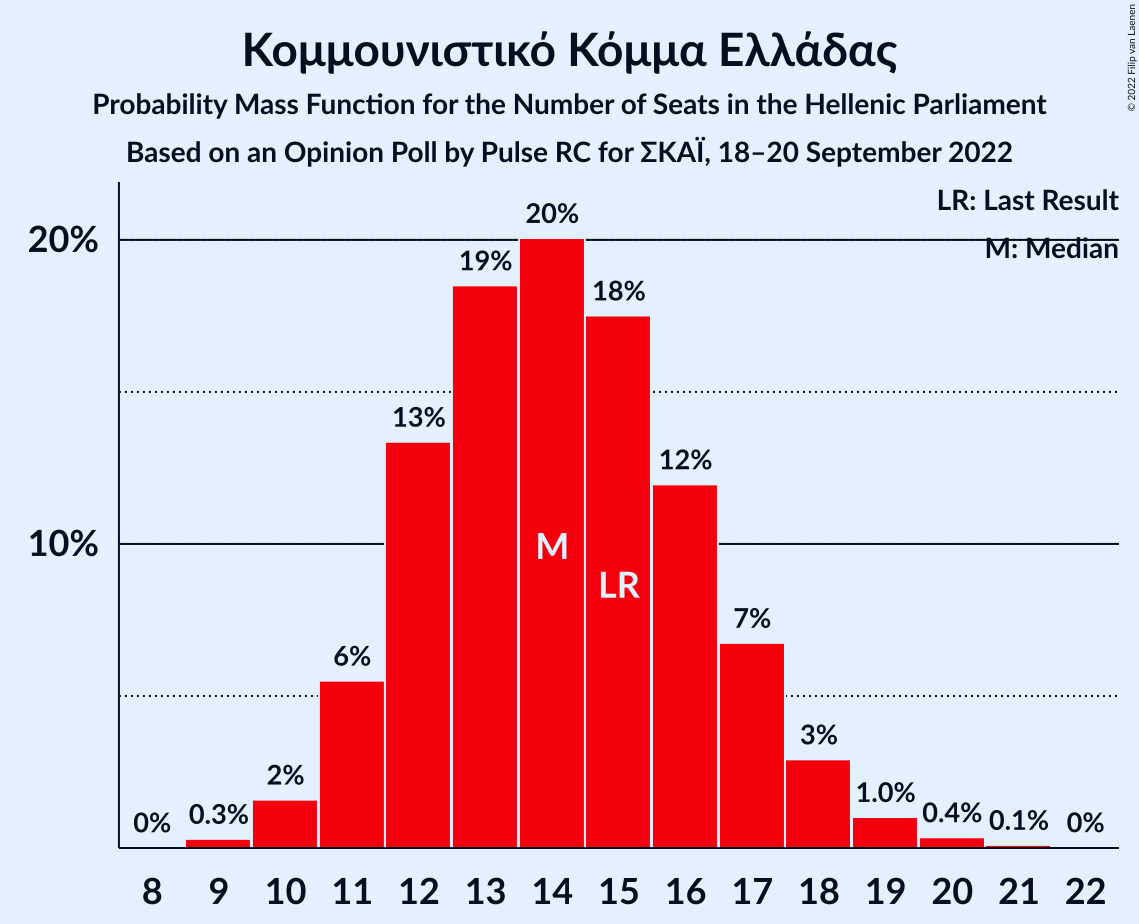 Κομμουνιστικό Κόμμα Ελλάδας
Probability Mass Function for the Number of Seats in the Hellenic Parliament
Based on an Opinion Poll by Pulse RC for ΣΚΑΪ, 18–20 September 2022
© 2022 Filip van Laenen
LR: Last Result
M: Median
20%
10%
0%
0.3%
2%
6%
13%
19%
20%
18%
12%
7%
3%
1.0%
0.4%
0.1%
0%
M
LR
8 9 10 11 12 13 14 15 16 17 18 19 20 21 22